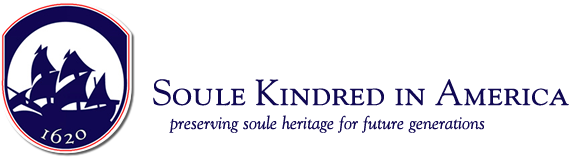 1620
SOULE KINDRED IN AMERICA
preserving soule heritage for future generations